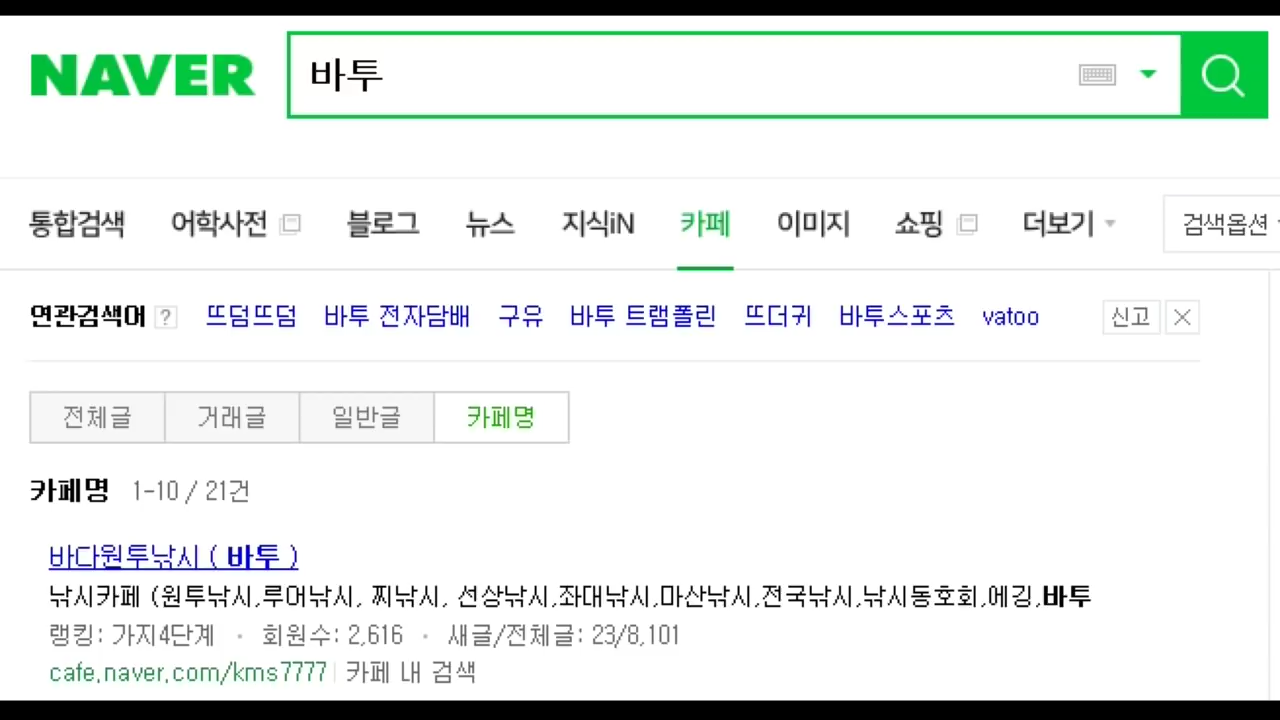 NAVER 바투
통합검색 어학사전 블로그 뉴스 지식iN 카페 이미지 쇼핑 더보기 검색옵션
연관검색어 ? 뜨덤뜨덤 바투 전자담배 구유 바투 트램폴린 뜨더귀 바투스포츠 vatoo 신고
전체글 거래글 일반글 카페명
카페명 1-10 / 21건
바다원투낚시 ( 바투 )
낚시카페 (원투낚시,루어낚시, 찌낚시, 선상낚시,좌대낚시,마산낚시,전국낚시,낚시동호회,에깅,바투
랭킹: 가지4단계 · 회원수: 2,616 · 새글/전체글: 23/8,101
cafe.naver.com/kms7777 | 카페 내 검색